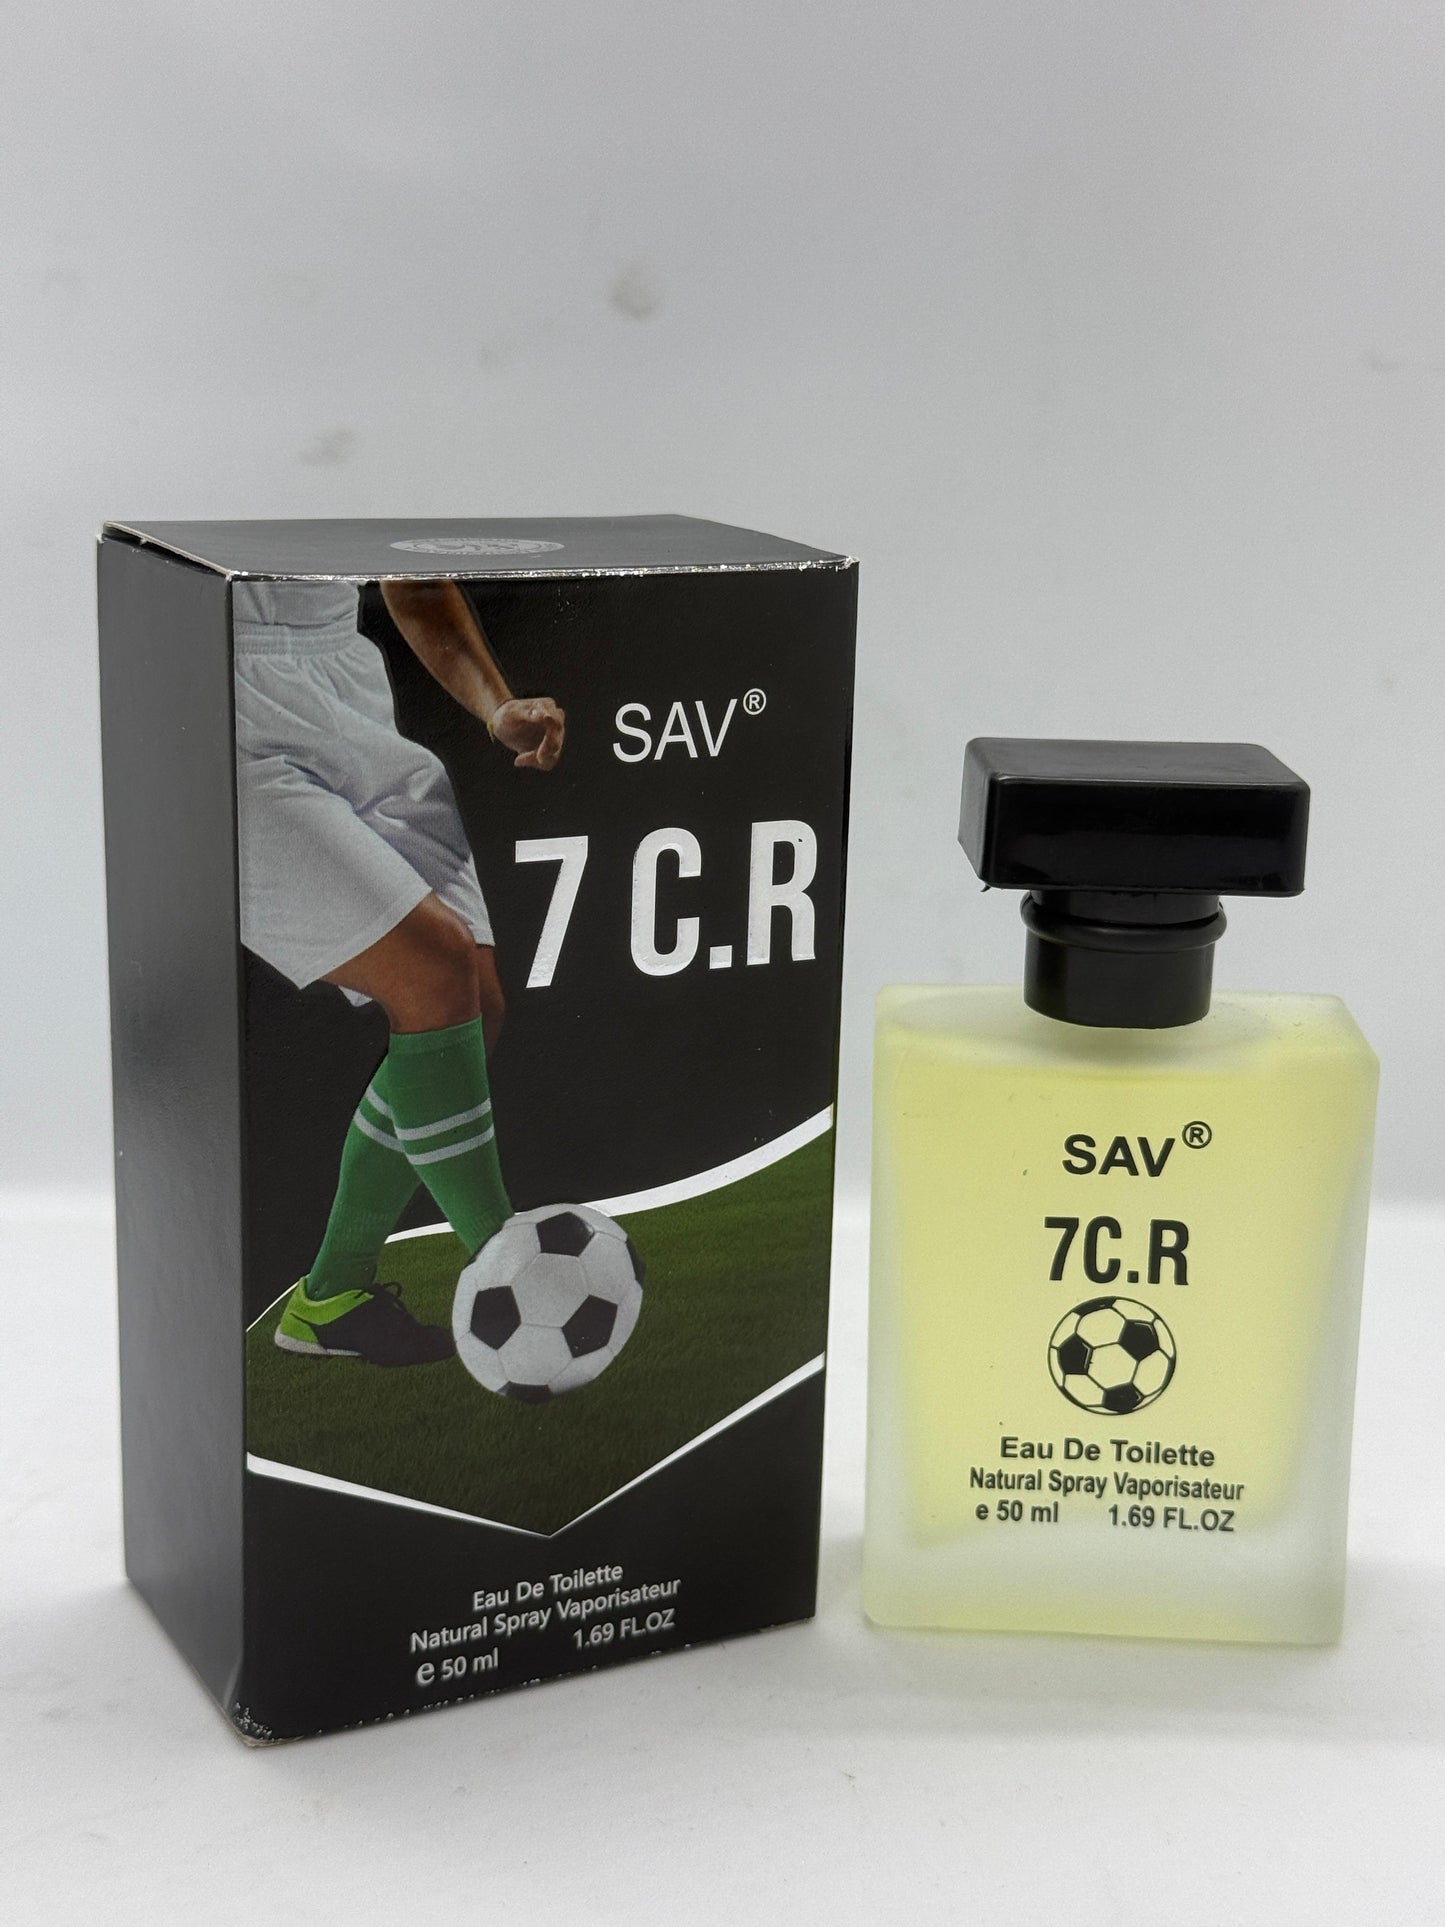 SAV®
7 C.R
Eau De Toilette
Natural Spray Vaporisateur
e 50 ml 1.69 FL.OZ
SAV®
7C.R
Eau De Toilette
Natural Spray Vaporisateur
e 50 ml 1.69 FL.OZ